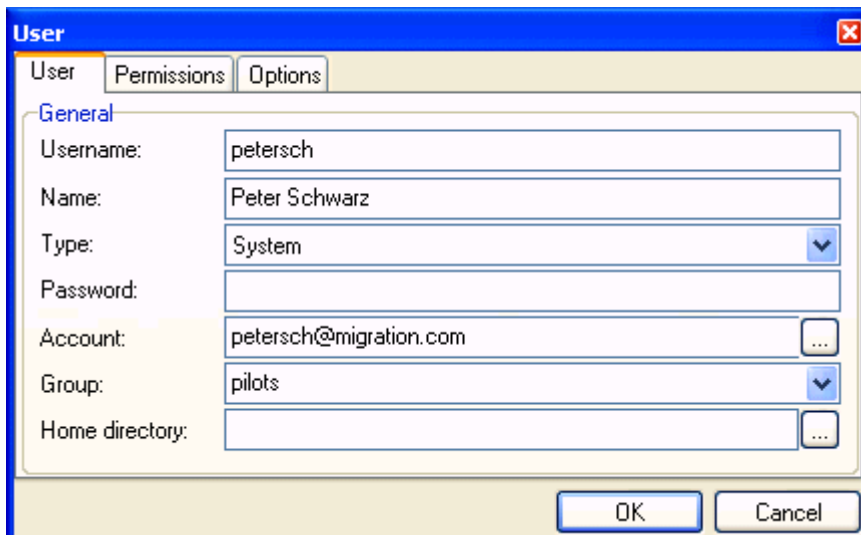 User
User Permissions Options
General
Username: petersch
Name: Peter Schwarz
Type: System
Password:
Account: petersch@migration.com ...
Group: pilots
Home directory: ...
OK Cancel